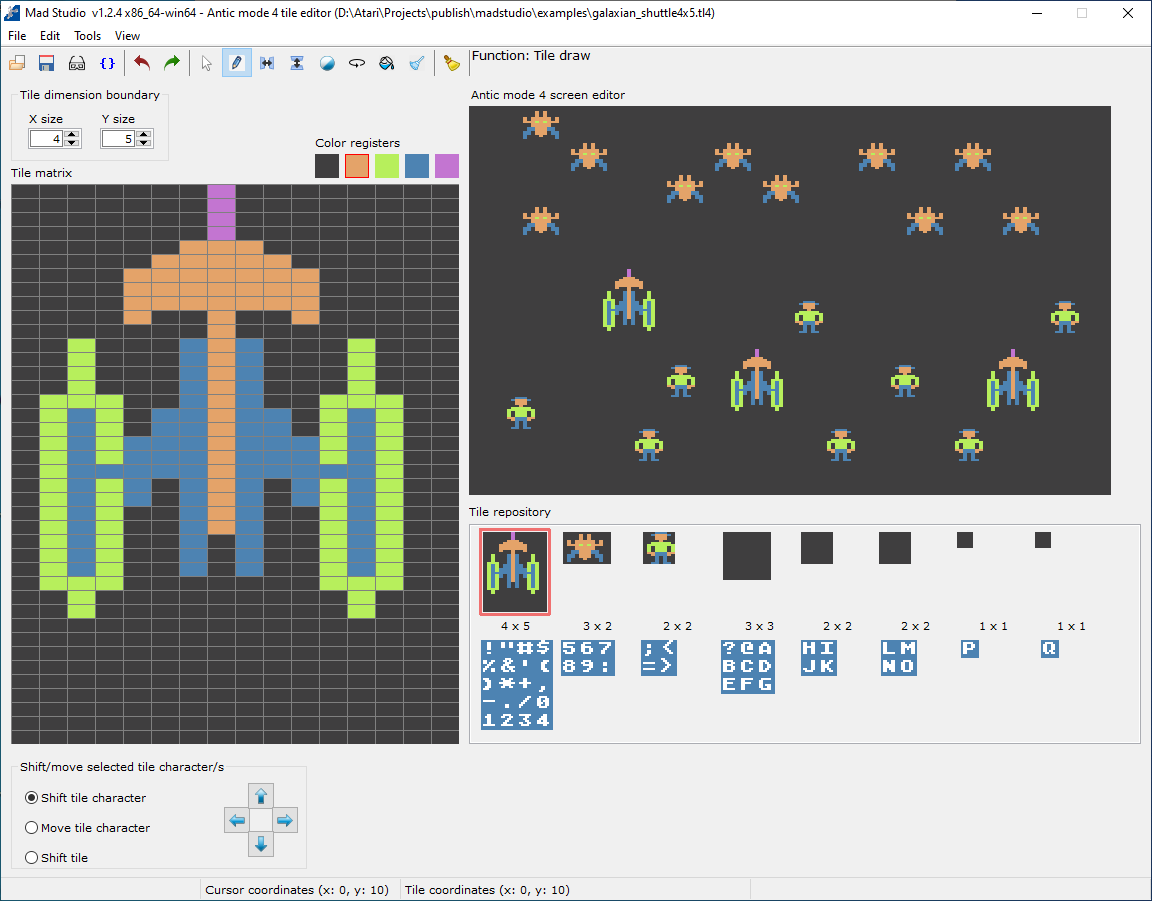 Mad Studio v1.2.4 x86_64-win64 - Antic mode 4 tile editor (D:\Atari\Projects\publish\madstudio\examples\galaxian_shuttle4x5.tl4)
File Edit Tools View
Function: Tile draw
Tile dimension boundary
X size Y size
4 5
Color registers
Tile matrix
Antic mode 4 screen editor
Tile repository
4 x 5 3 x 2 2 x 2 3 x 3 2 x 2 2 x 2 1 x 1 1 x 1
!"#$ 567 ;< ?@A HI LM P Q
%&'( 89: => BCD JK NO
)*+, EFG
-./0
1234
Shift/move selected tile character/s
Shift tile character
Move tile character
Shift tile
Cursor coordinates (x: 0, y: 10) Tile coordinates (x: 0, y: 10)